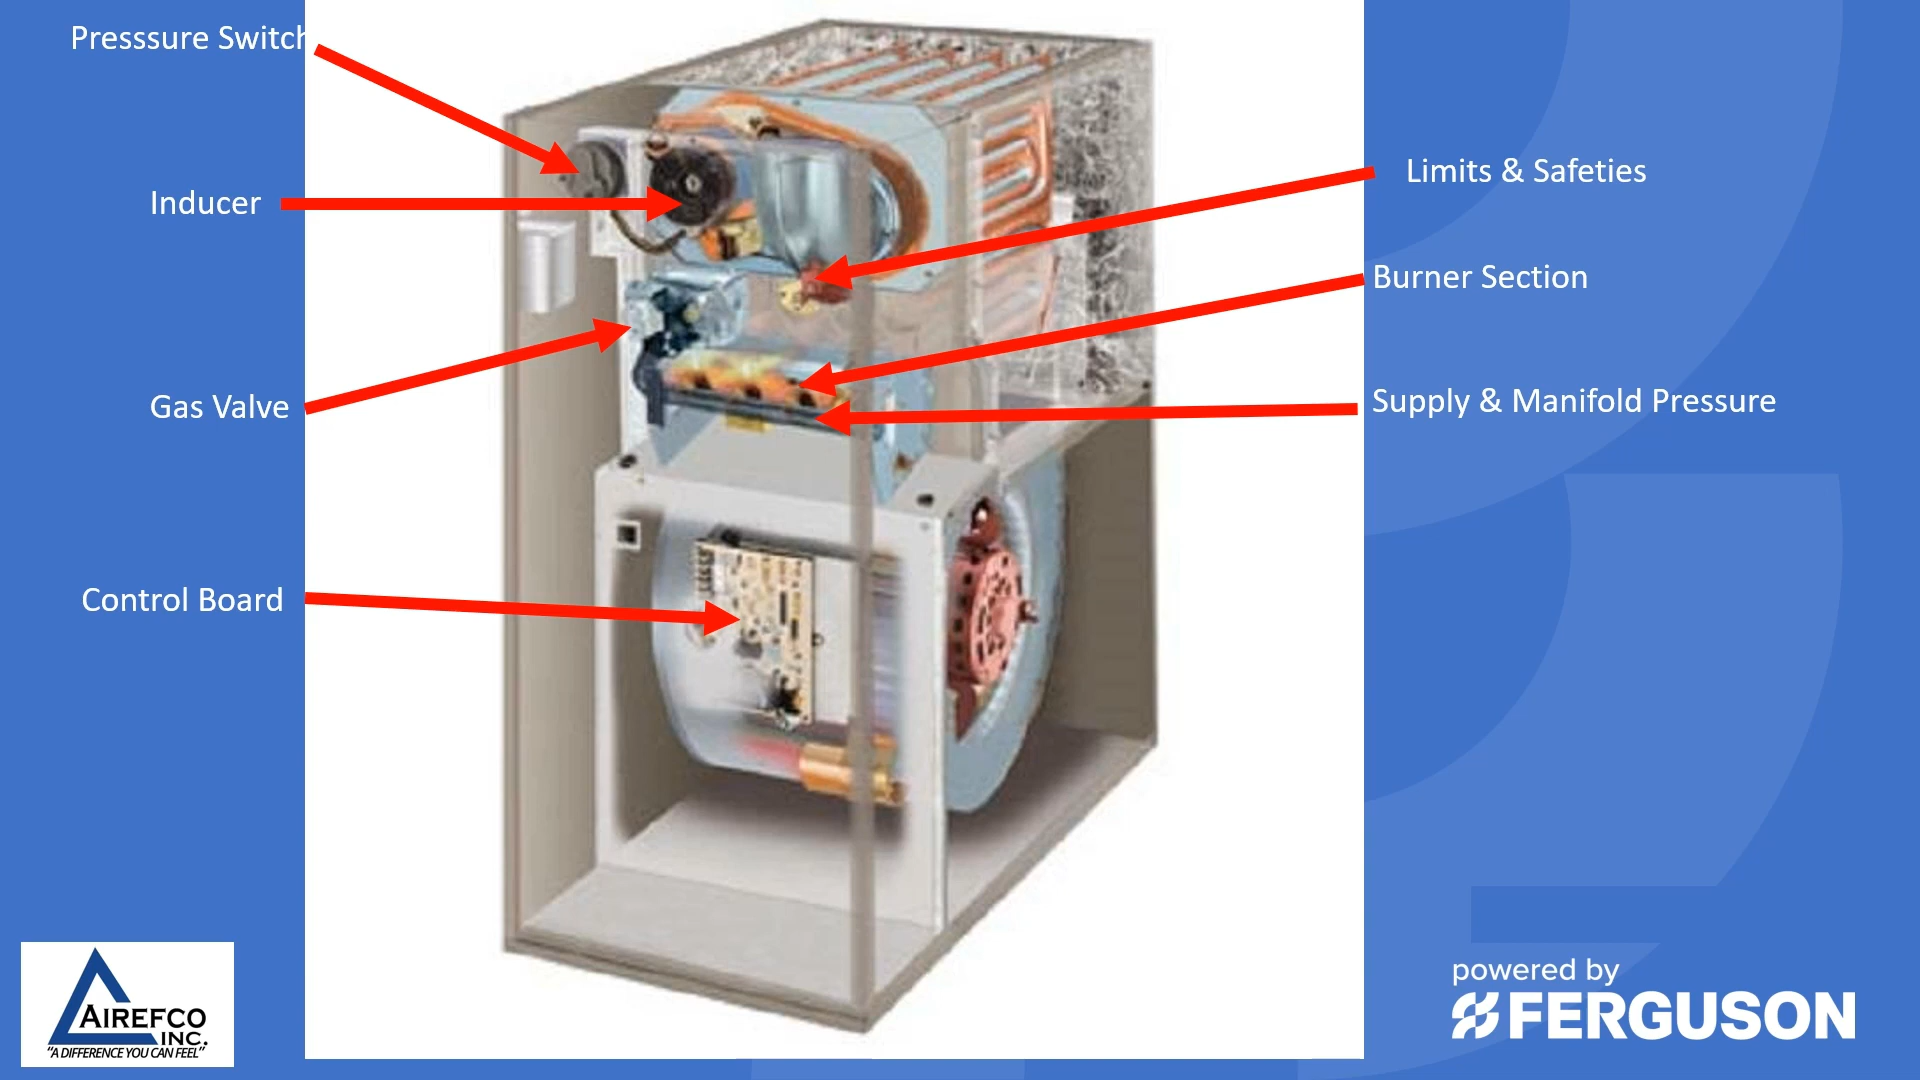 Presssure Switch
Inducer
Gas Valve
Control Board
Limits & Safeties
Burner Section
Supply & Manifold Pressure
AIREFCO
INC.
"A DIFFERENCE YOU CAN FEEL"
powered by
FERGUSON